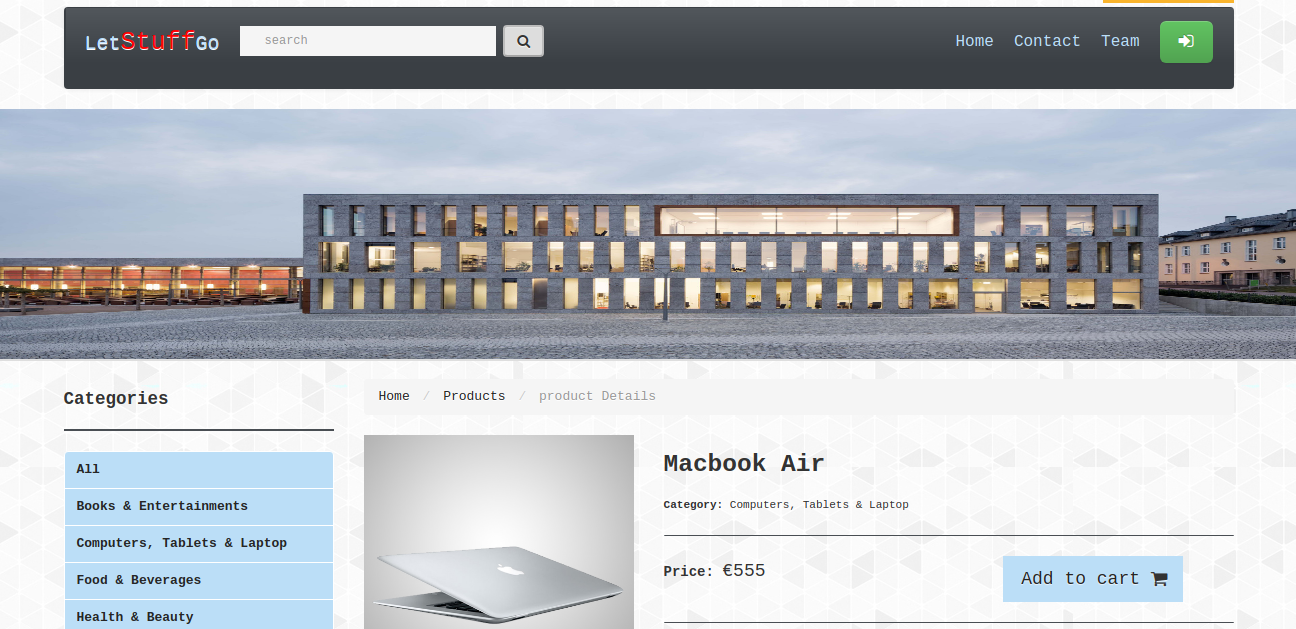 LetStuffGo search Home Contact Team
Categories
Home / Products / product Details
All
Books & Entertainments
Computers, Tablets & Laptop
Food & Beverages
Health & Beauty
Macbook Air
Category: Computers, Tablets & Laptop
Price: €555
Add to cart